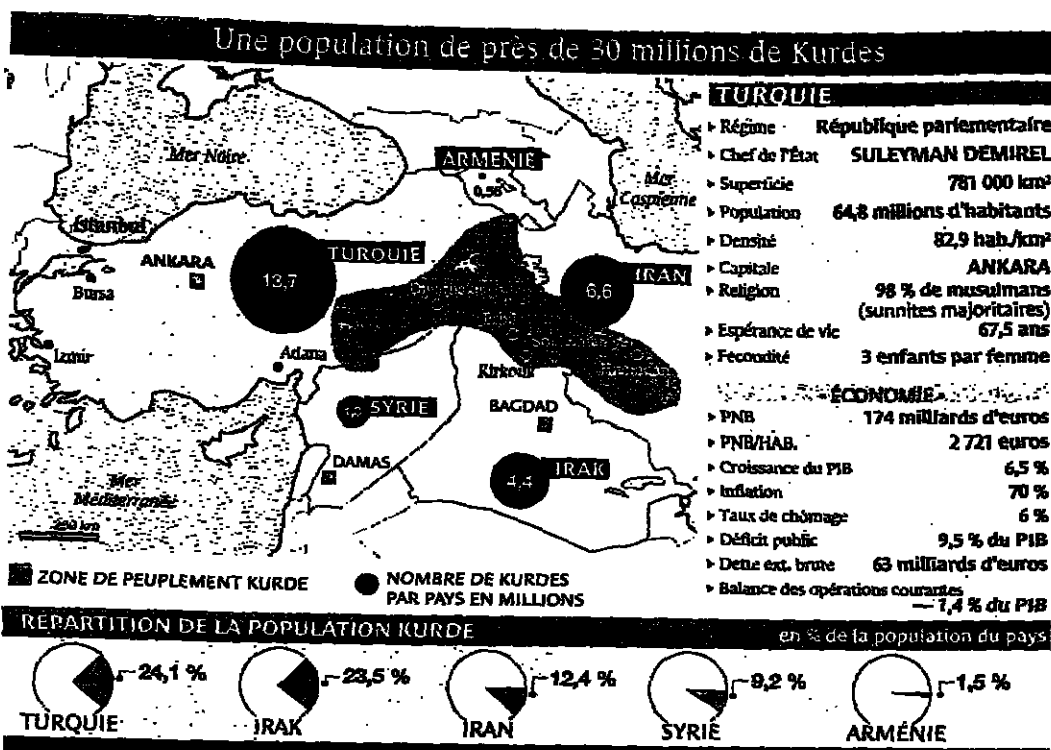 Une population de près de 30 millions de Kurdes
Mer Noire
ARMÉNIE
Mer
Caspienne
Istanbul
ANKARA
TURQUIE
13,7
IRAN
6,6
Bursa
Izmir
Adana
Kirkouk
SYRIE
BAGDAD
DAMAS
IRAK
4,4
Mer
Méditerranée
250 km
ZONE DE PEUPLEMENT KURDE
NOMBRE DE KURDES
PAR PAYS EN MILLIONS
TURQUIE
Régime République parlementaire
Chef de l'État SULEYMAN DEMIREL
Superficie 781 000 km²
Population 64,8 millions d'habitants
Densité 82,9 hab./km²
Capitale ANKARA
Religion 98 % de musulmans
(sunnites majoritaires)
Espérance de vie 67,5 ans
Fécondité 3 enfants par femme
ÉCONOMIE
PNB 174 milliards d'euros
PNB/HAB. 2 721 euros
Croissance du PIB 6,5 %
Inflation 70 %
Taux de chômage 6 %
Déficit public 9,5 % du PIB
Dette ext. brute 63 milliards d'euros
Balance des opérations courantes
— 1,4 % du PIB
RÉPARTITION DE LA POPULATION KURDE en % de la population du pays
24,1 % 23,5 % 12,4 % 9,2 % 1,5 %
TURQUIE IRAK IRAN SYRIE ARMÉNIE